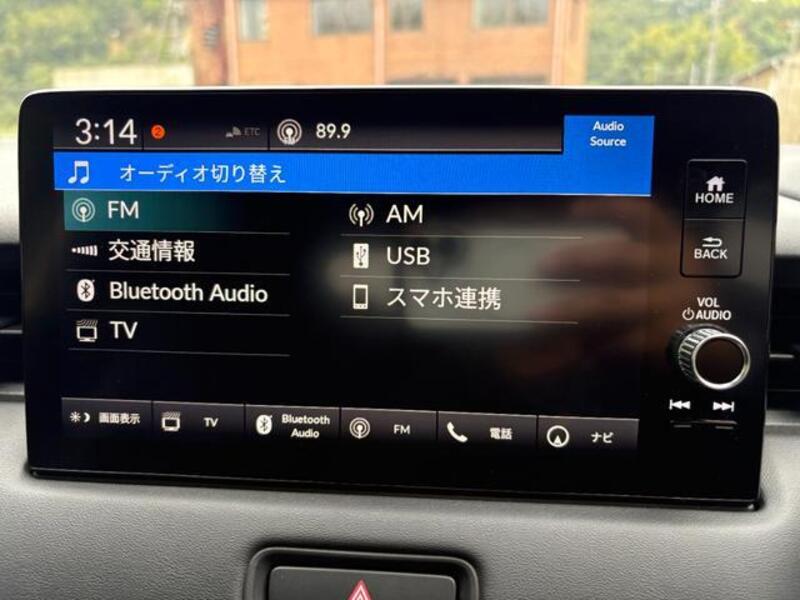 3:14 2 ETC 89.9
Audio
Source
オーディオ切り替え
FM
AM
交通情報
USB
Bluetooth Audio
スマホ連携
TV
HOME
BACK
VOL
AUDIO
画面表示
TV
Bluetooth
Audio
FM
電話
ナビ